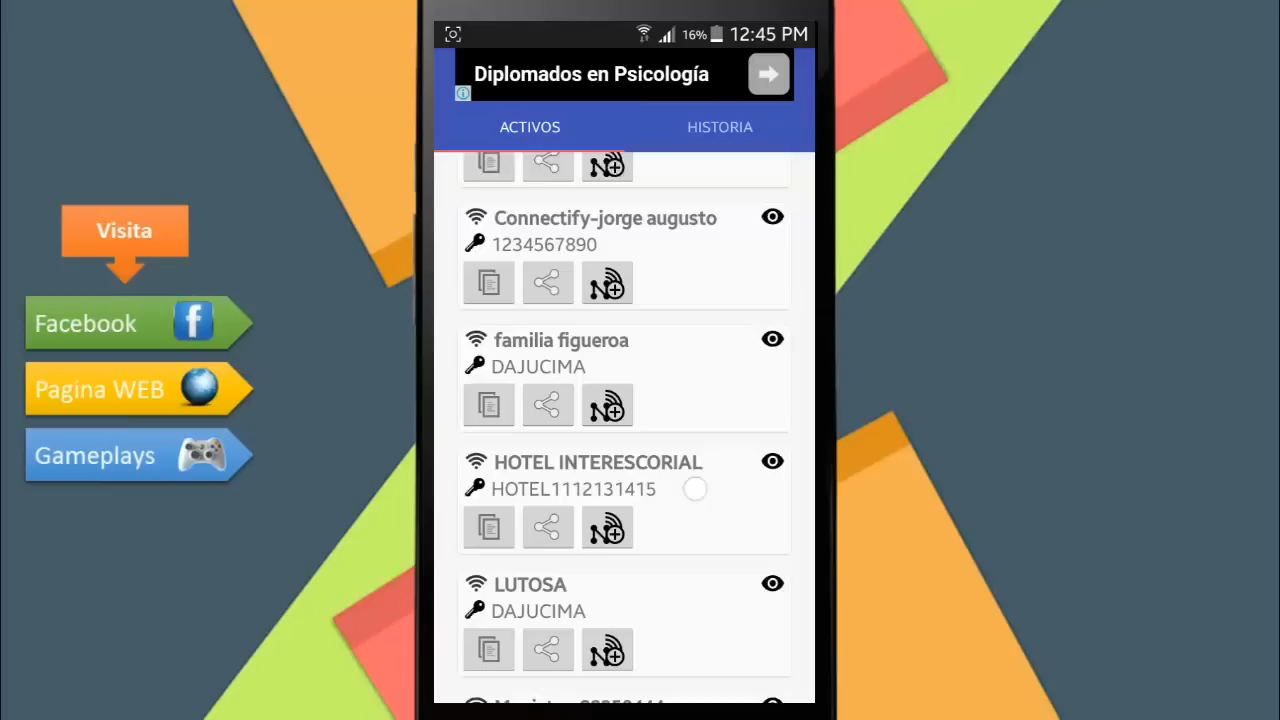 16% 12:45 PM
Diplomados en Psicología
ACTIVOS HISTORIA
Visita
Facebook
Pagina WEB
Gameplays
Connectify-jorge augusto
1234567890
familia figueroa
DAJUCIMA
HOTEL INTERESCORIAL
HOTEL1112131415
LUTOSA
DAJUCIMA